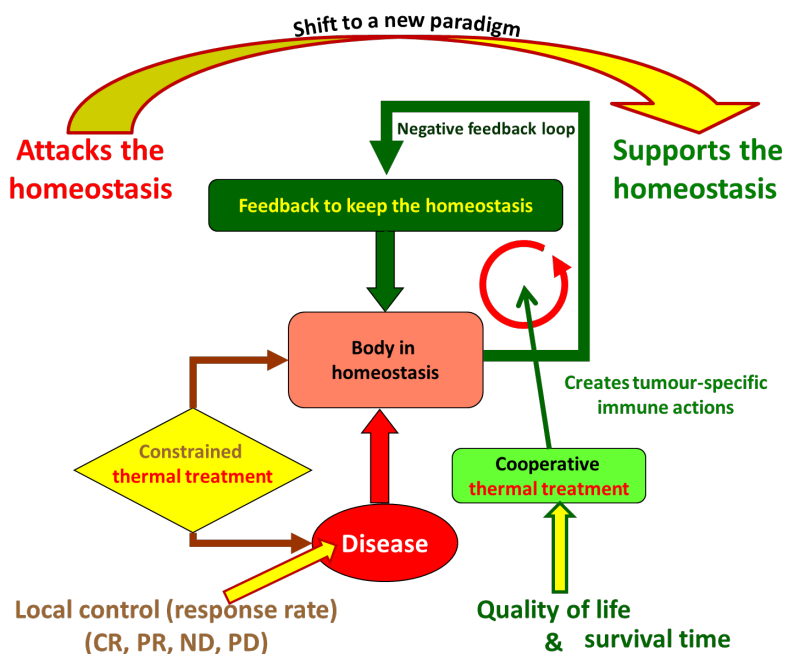 Shift to a new paradigm
Attacks the
homeostasis
Supports the
homeostasis
Negative feedback loop
Feedback to keep the homeostasis
Body in
homeostasis
Creates tumour-specific
immune actions
Constrained
thermal treatment
Cooperative
thermal treatment
Disease
Local control (response rate)
(CR, PR, ND, PD)
Quality of life
& survival time